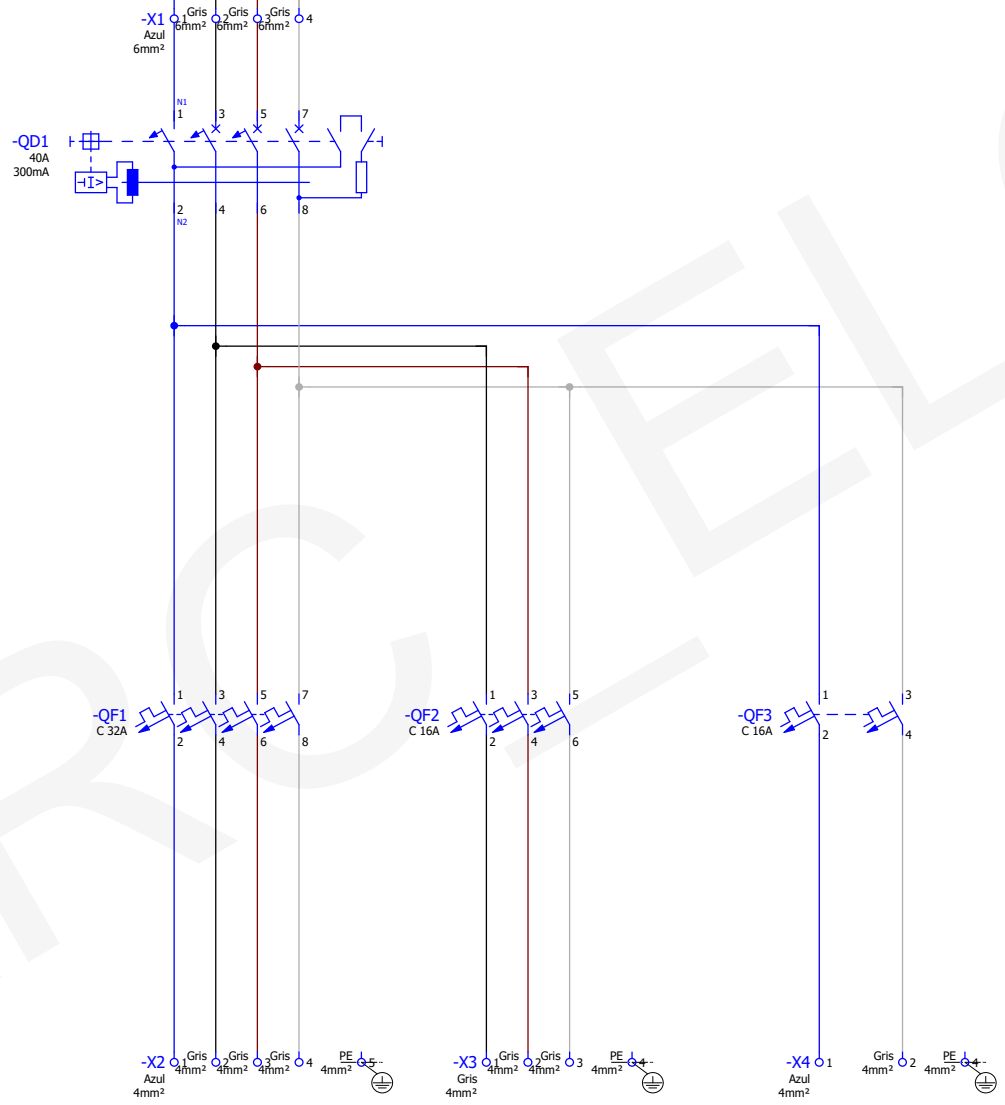 -X1 1 Gris 2 Gris 3 Gris 4
Azul 6mm² 6mm² 6mm²
6mm²
N1
1 3 5 7
-QD1
40A
300mA
I>
2 4 6 8
N2
1 3 5 7
-QF1
C 32A
2 4 6 8
1 3 5
-QF2
C 16A
2 4 6
1 3
-QF3
C 16A
2 4
-X2 1 Gris 2 Gris 3 Gris 4 PE 5
Azul 4mm² 4mm² 4mm² 4mm²
4mm²
-X3 1 Gris 2 Gris 3 PE 4
Gris 4mm² 4mm² 4mm²
4mm²
-X4 1 Gris 2 PE 4
Azul 4mm² 4mm²
4mm²